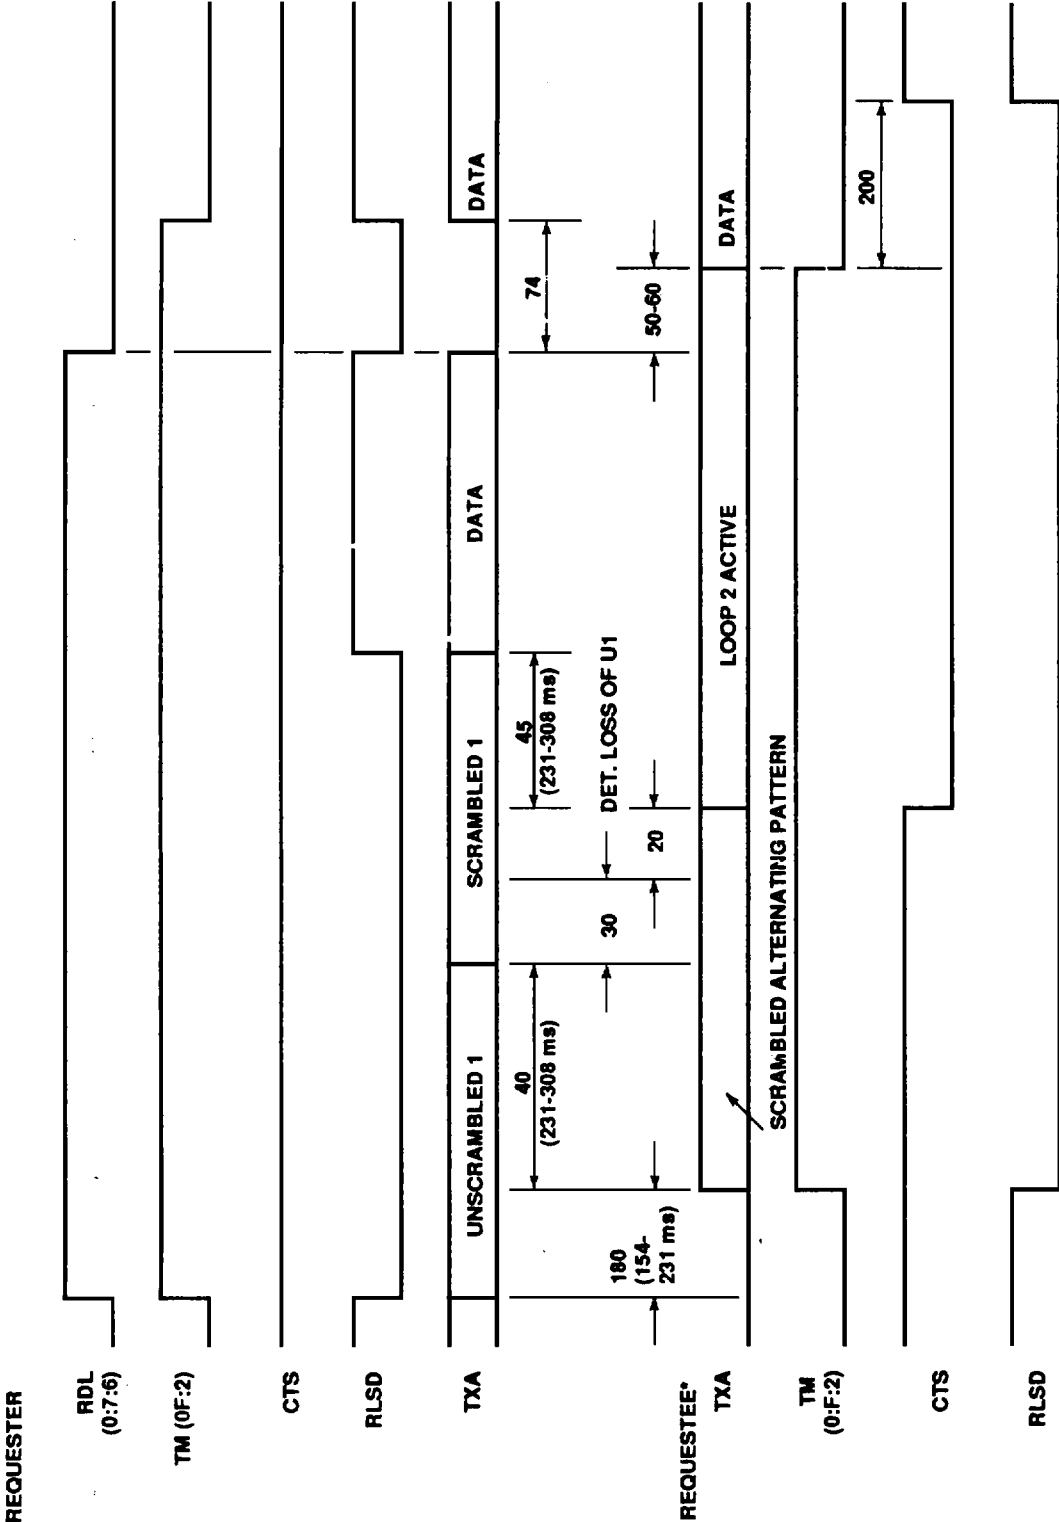 REQUESTER
RDL
(0:7:6)
TM (0F:2)
CTS
RLSD
TXA
UNSCRAMBLED 1
SCRAMBLED 1
DATA
DATA
40
(231-308 ms)
45
(231-308 ms)
74
30
DET. LOSS OF U1
180
(154-
231 ms)
20
50-60
REQUESTEE*
TXA
LOOP 2 ACTIVE
DATA
SCRAMBLED ALTERNATING PATTERN
TM
(0:F:2)
200
CTS
RLSD